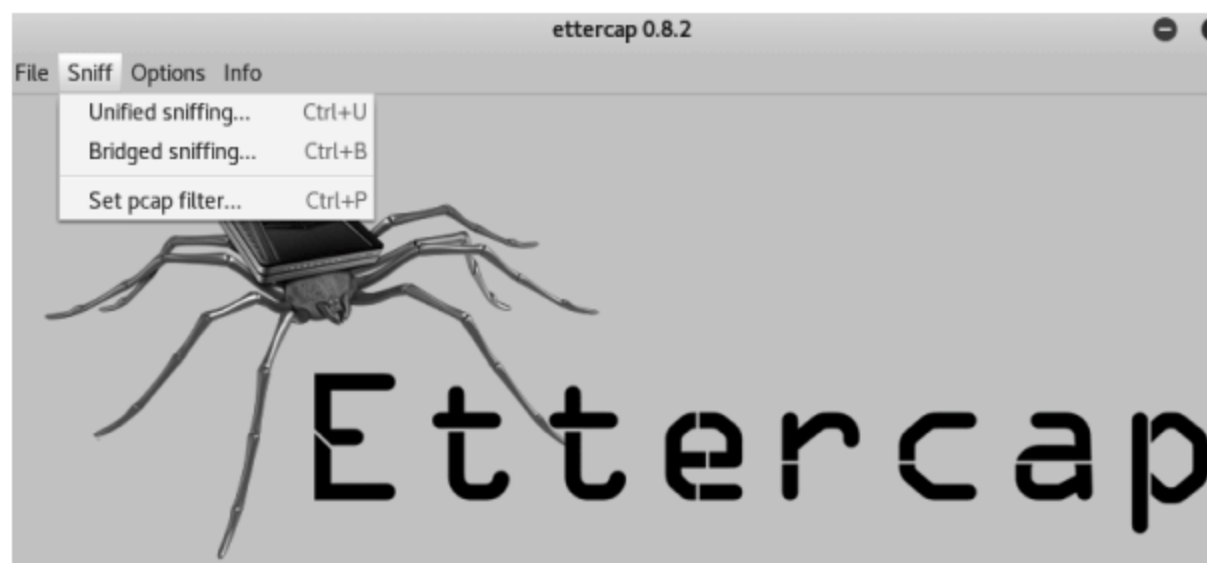 ettercap 0.8.2
File Sniff Options Info
Unified sniffing... Ctrl+U
Bridged sniffing... Ctrl+B
Set pcap filter... Ctrl+P
Ettercap